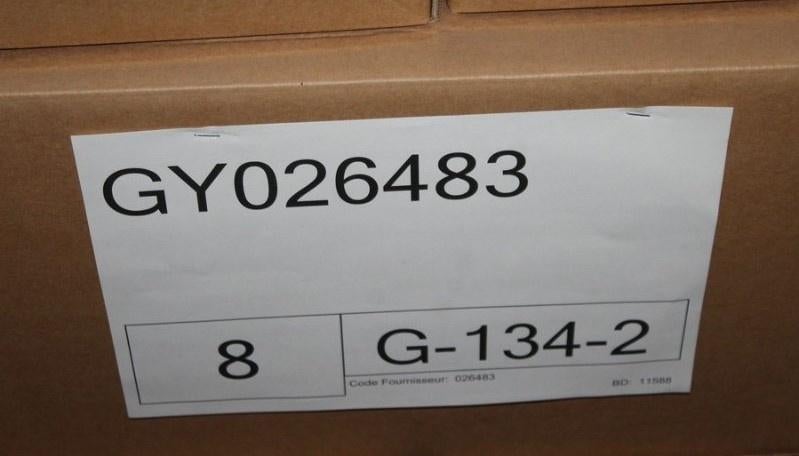 GY026483
8
G-134-2
Code Fournisseur: 026483
BD: 11588